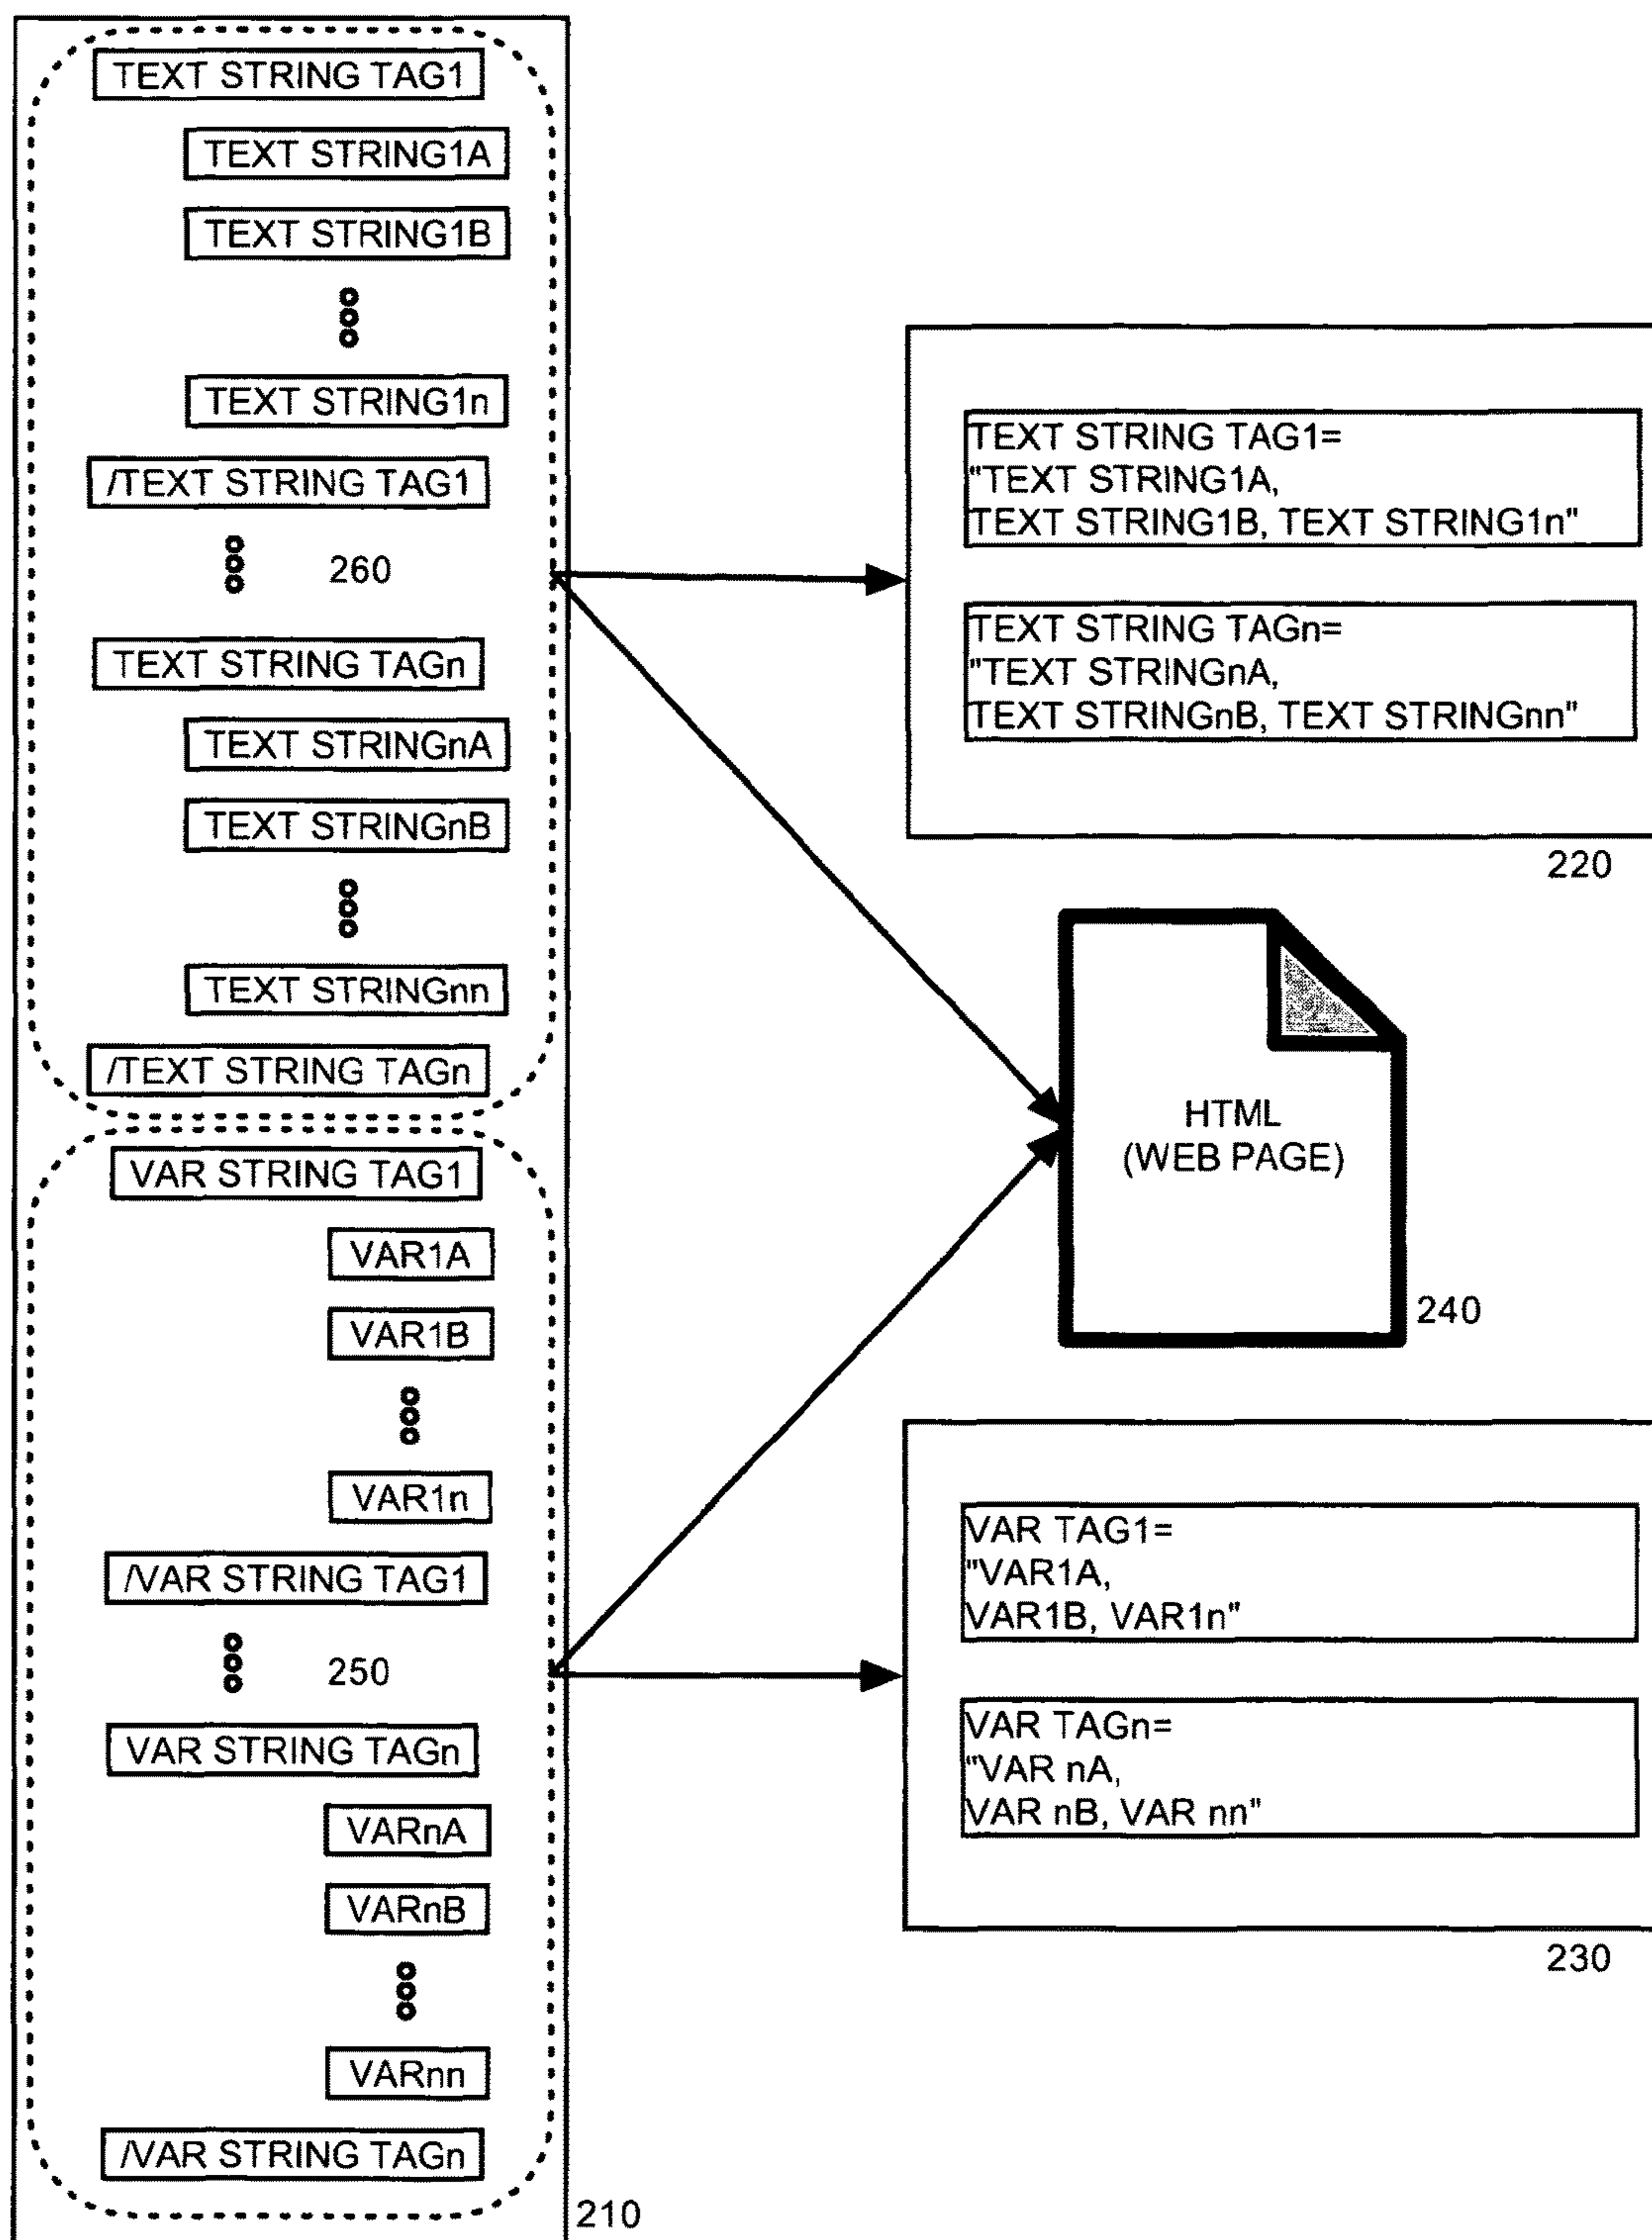 TEXT STRING TAG1
TEXT STRING1A
TEXT STRING1B
TEXT STRING1n
/TEXT STRING TAG1
260
TEXT STRING TAGn
TEXT STRINGnA
TEXT STRINGnB
TEXT STRINGnn
/TEXT STRING TAGn
VAR STRING TAG1
VAR1A
VAR1B
VAR1n
/VAR STRING TAG1
250
VAR STRING TAGn
VARnA
VARnB
VARnn
/VAR STRING TAGn
210
TEXT STRING TAG1=
"TEXT STRING1A,
TEXT STRING1B, TEXT STRING1n"
TEXT STRING TAGn=
"TEXT STRINGnA,
TEXT STRINGnB, TEXT STRINGnn"
220
HTML
(WEB PAGE)
240
VAR TAG1=
"VAR1A,
VAR1B, VAR1n"
VAR TAGn=
"VAR nA,
VAR nB, VAR nn"
230